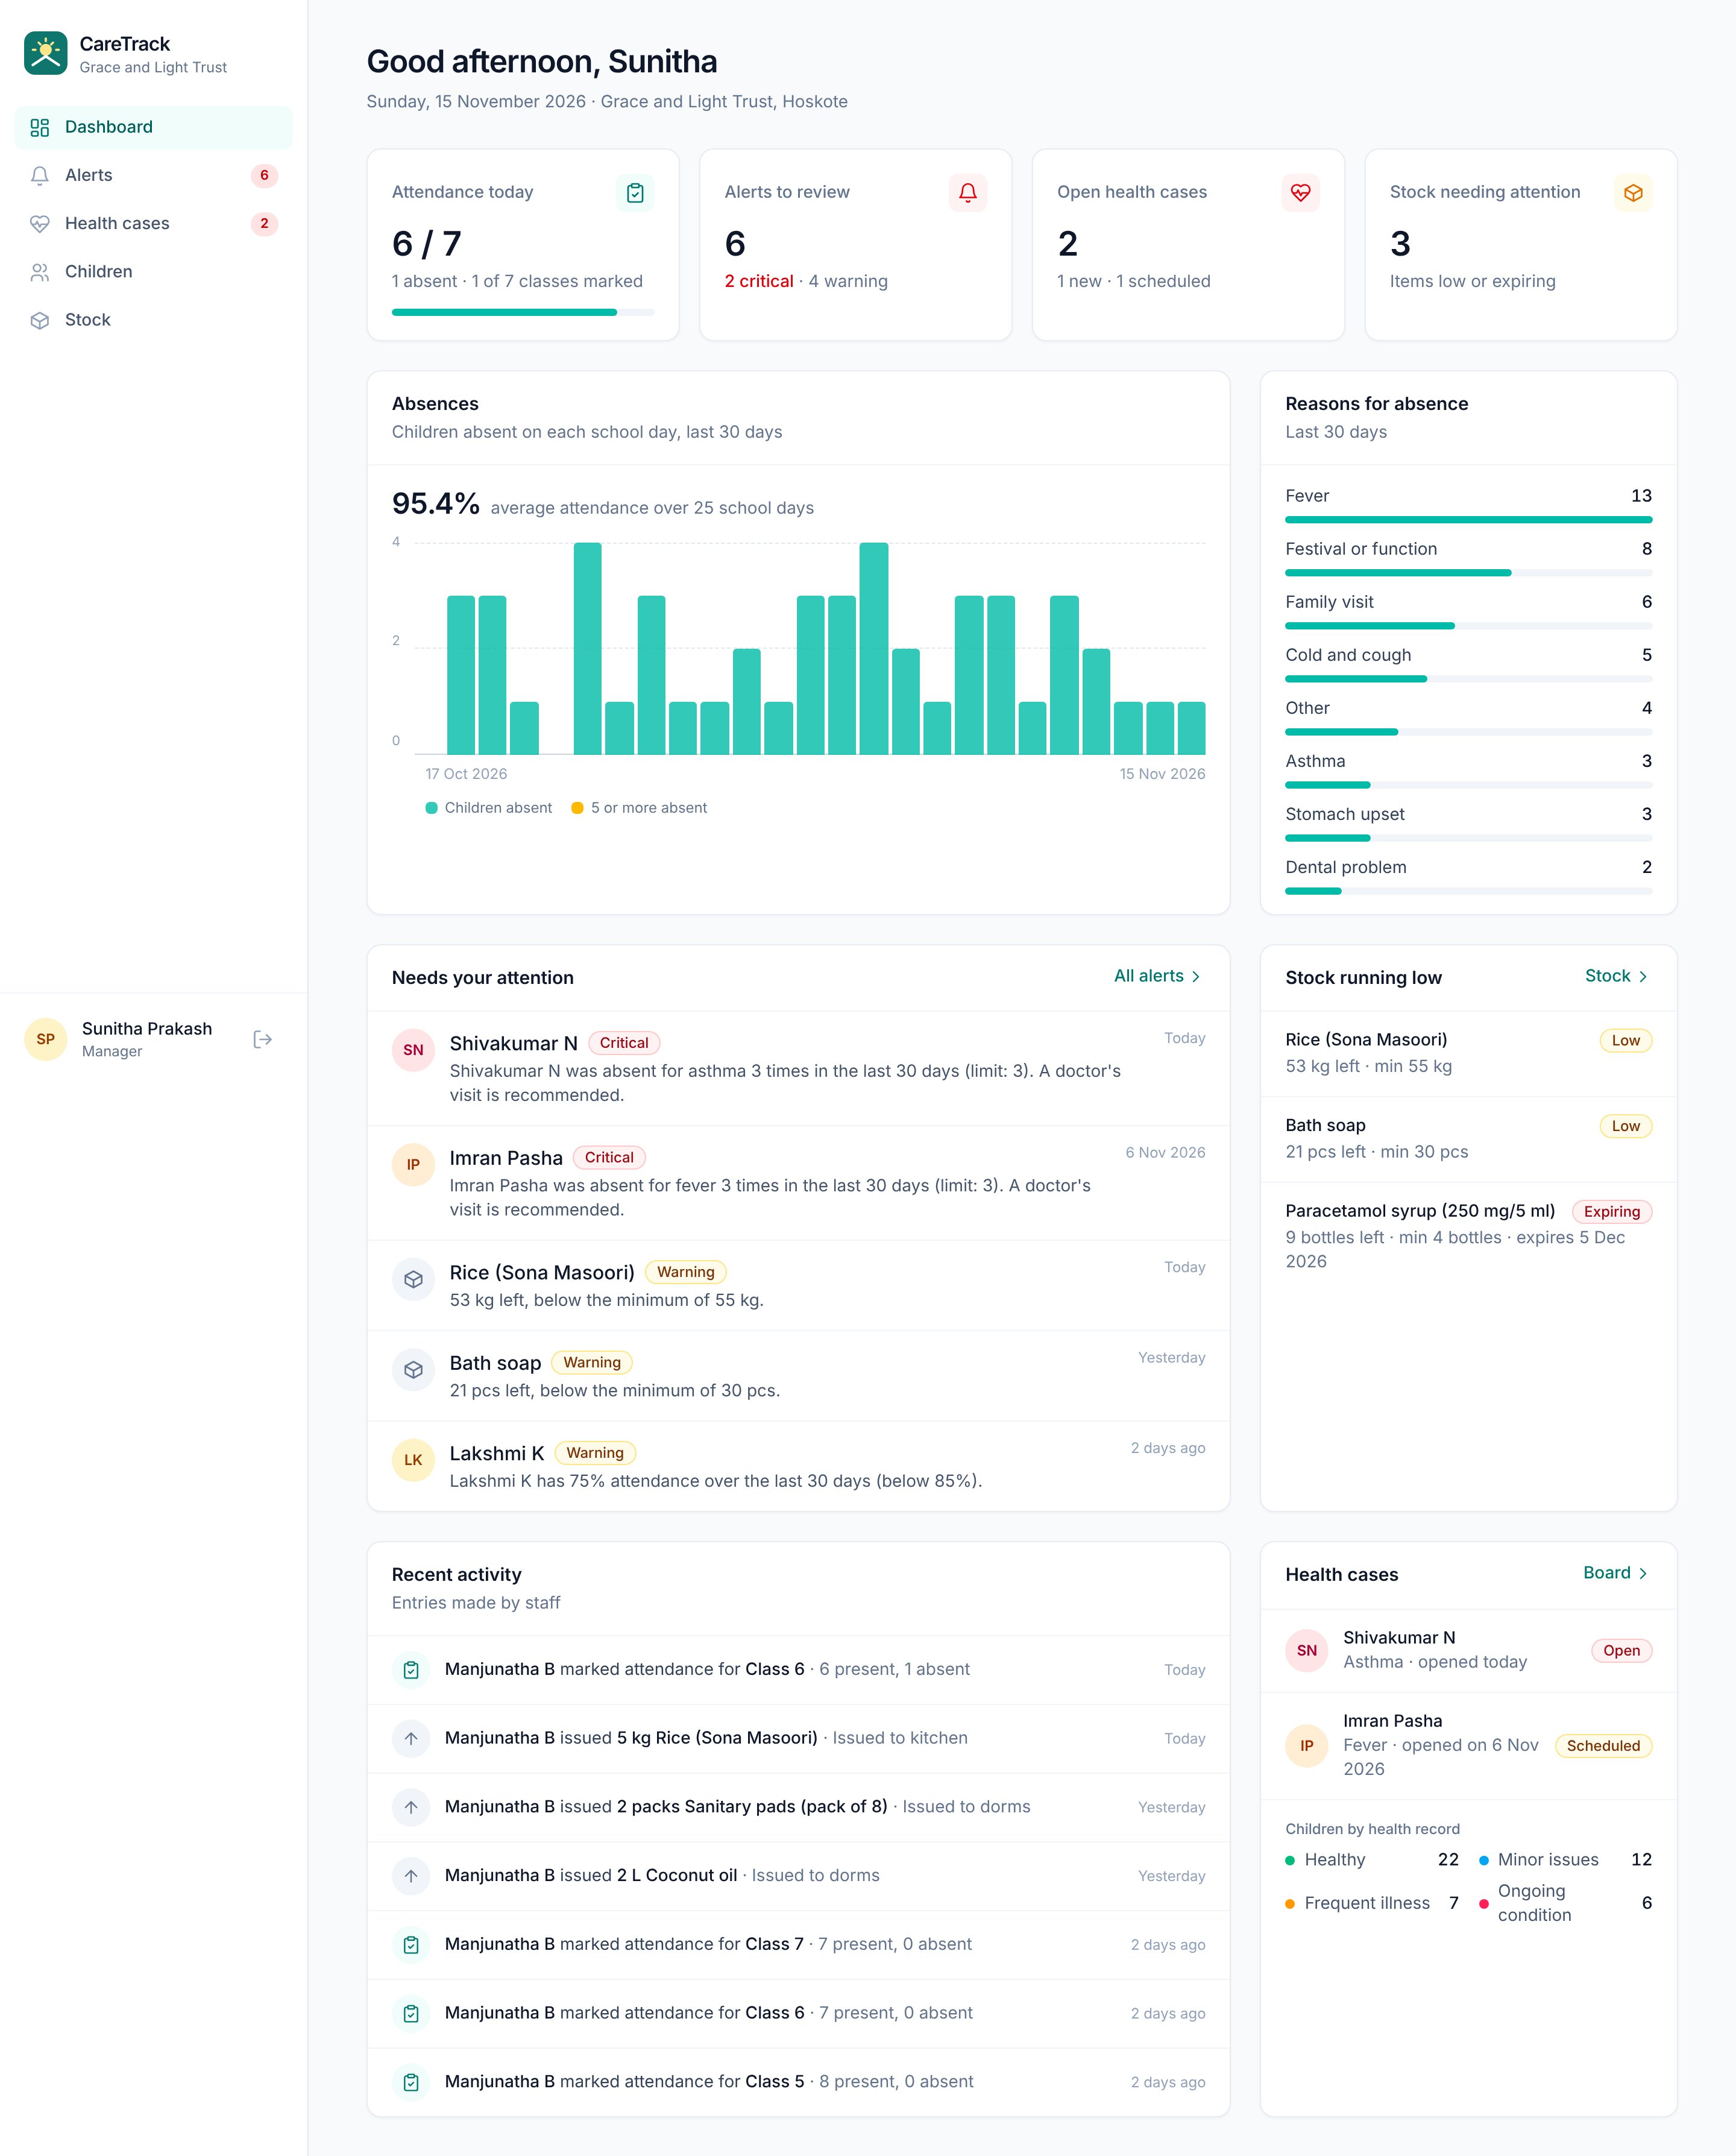 CareTrack
Grace and Light Trust
Dashboard
Alerts 6
Health cases 2
Children
Stock
Sunitha Prakash
SP
Manager
Good afternoon, Sunitha
Sunday, 15 November 2026 · Grace and Light Trust, Hoskote
Attendance today
6 / 7
1 absent · 1 of 7 classes marked
Alerts to review
6
2 critical · 4 warning
Open health cases
2
1 new · 1 scheduled
Stock needing attention
3
Items low or expiring
Absences
Children absent on each school day, last 30 days
95.4% average attendance over 25 school days
4
2
0
17 Oct 2026 15 Nov 2026
Children absent 5 or more absent
Reasons for absence
Last 30 days
Fever 13
Festival or function 8
Family visit 6
Cold and cough 5
Other 4
Asthma 3
Stomach upset 3
Dental problem 2
Needs your attention All alerts
SN Shivakumar N Critical Today
Shivakumar N was absent for asthma 3 times in the last 30 days (limit: 3). A doctor's
visit is recommended.
IP Imran Pasha Critical 6 Nov 2026
Imran Pasha was absent for fever 3 times in the last 30 days (limit: 3). A doctor's
visit is recommended.
Rice (Sona Masoori) Warning Today
53 kg left, below the minimum of 55 kg.
Bath soap Warning Yesterday
21 pcs left, below the minimum of 30 pcs.
LK Lakshmi K Warning 2 days ago
Lakshmi K has 75% attendance over the last 30 days (below 85%).
Stock running low Stock
Rice (Sona Masoori) Low
53 kg left · min 55 kg
Bath soap Low
21 pcs left · min 30 pcs
Paracetamol syrup (250 mg/5 ml) Expiring
9 bottles left · min 4 bottles · expires 5 Dec
2026
Recent activity
Entries made by staff
Manjunatha B marked attendance for Class 6 · 6 present, 1 absent Today
Manjunatha B issued 5 kg Rice (Sona Masoori) · Issued to kitchen Today
Manjunatha B issued 2 packs Sanitary pads (pack of 8) · Issued to dorms Yesterday
Manjunatha B issued 2 L Coconut oil · Issued to dorms Yesterday
Manjunatha B marked attendance for Class 7 · 7 present, 0 absent 2 days ago
Manjunatha B marked attendance for Class 6 · 7 present, 0 absent 2 days ago
Manjunatha B marked attendance for Class 5 · 8 present, 0 absent 2 days ago
Health cases Board
SN Shivakumar N Open
Asthma · opened today
Imran Pasha
IP Fever · opened on 6 Nov Scheduled
2026
Children by health record
Healthy 22 Minor issues 12
Frequent illness 7 Ongoing
condition 6